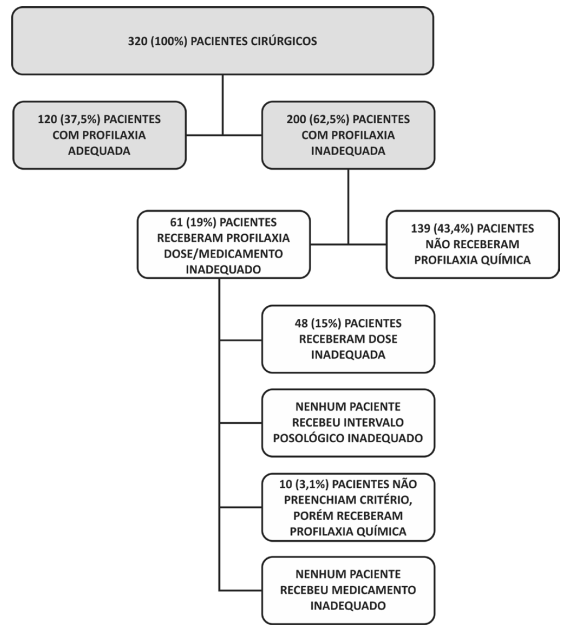 320 (100%) PACIENTES CIRÚRGICOS
120 (37,5%) PACIENTES
COM PROFILAXIA
ADEQUADA
200 (62,5%) PACIENTES
COM PROFILAXIA
INADEQUADA
61 (19%) PACIENTES
RECEBERAM PROFILAXIA
DOSE/MEDICAMENTO
INADEQUADO
139 (43,4%) PACIENTES
NÃO RECEBERAM
PROFILAXIA QUÍMICA
48 (15%) PACIENTES
RECEBERAM DOSE
INADEQUADA
NENHUM PACIENTE
RECEBEU INTERVALO
POSOLÓGICO INADEQUADO
10 (3,1%) PACIENTES NÃO
PREENCHIAM CRITÉRIO,
PORÉM RECEBERAM
PROFILAXIA QUÍMICA
NENHUM PACIENTE
RECEBEU MEDICAMENTO
INADEQUADO